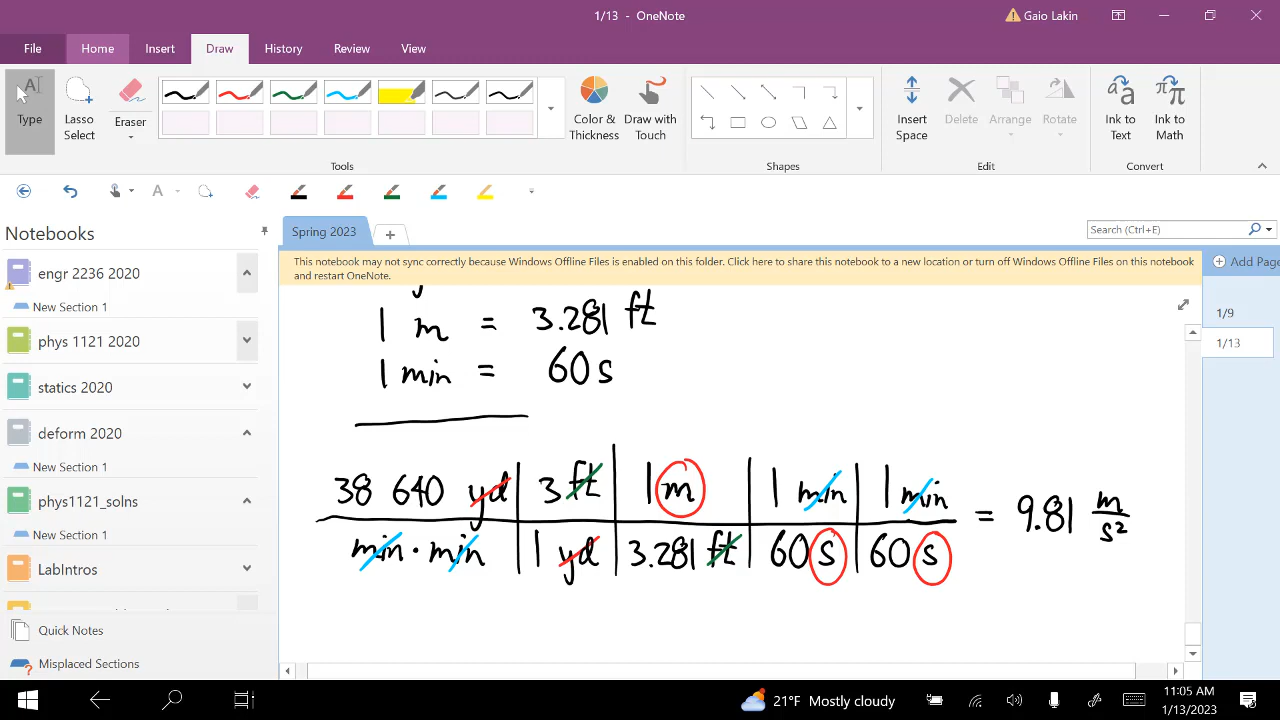 1/13 - OneNote
Gaio Lakin
File Home Insert Draw History Review View
Type
Lasso Select
Eraser
Color & Thickness
Draw with Touch
Insert Space
Delete
Arrange
Rotate
Ink to Text
Ink to Math
Tools
Shapes
Edit
Convert
A
Notebooks
Spring 2023
Search (Ctrl+E)
This notebook may not sync correctly because Windows Offline Files is enabled on this folder. Click here to share this notebook to a new location or turn off Windows Offline Files on this notebook
and restart OneNote.
Add Page
1/9
1/13
engr 2236 2020
New Section 1
phys 1121 2020
statics 2020
deform 2020
New Section 1
phys1121_solns
New Section 1
LabIntros
Quick Notes
Misplaced Sections
1 m = 3.281 ft
1 min = 60 s
38 640 yd | 3 ft | 1 m | 1 min | 1 min
min · min | 1 yd | 3.281 ft | 60 s | 60 s
= 9.81 m/s²
21°F Mostly cloudy
11:05 AM
1/13/2023